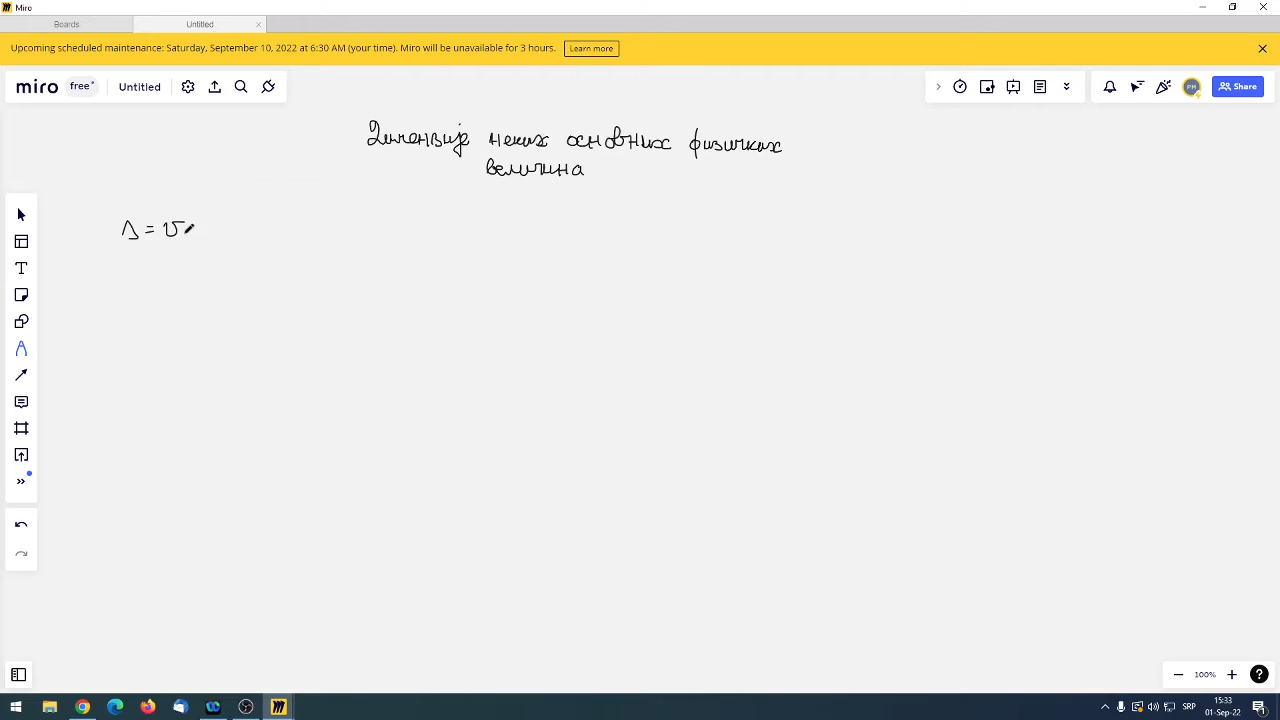 Miro
Boards
Untitled
Upcoming scheduled maintenance: Saturday, September 10, 2022 at 6:30 AM (your time). Miro will be unavailable for 3 hours. Learn more
miro free Untitled
PM Share
Дименвије неких основних физичких
величина
s = v
100%
SRP
15:33
01-Sep-22